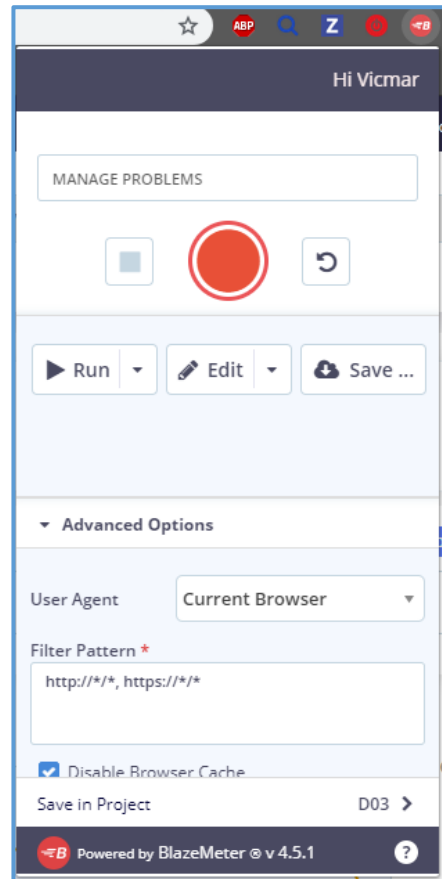 ABP Z B
Hi Vicmar
MANAGE PROBLEMS
Run Edit Save ...
Advanced Options
User Agent Current Browser
Filter Pattern *
http://*/*, https://*/*
Disable Browser Cache
Save in Project D03
B Powered by BlazeMeter ® v 4.5.1 ?